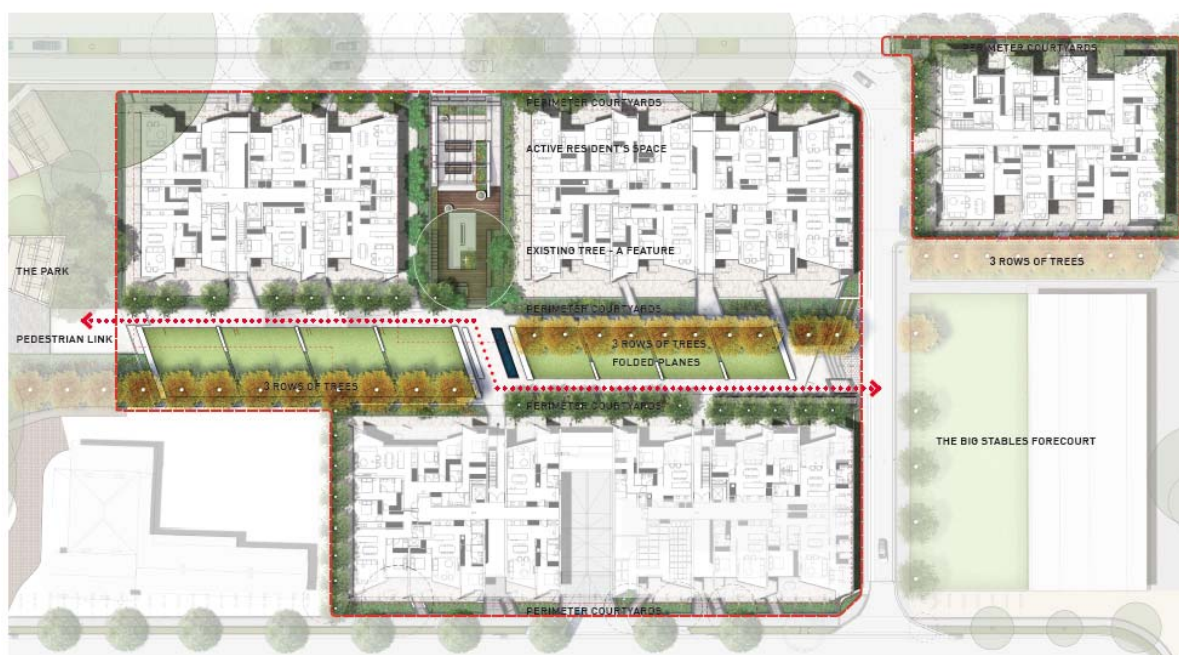 PERIMETER COURTYARDS
PERIMETER COURTYARDS
ACTIVE RESIDENT'S SPACE
EXISTING TREE - A FEATURE
THE PARK
3 ROWS OF TREES
PERIMETER COURTYARDS
PEDESTRIAN LINK
3 ROWS OF TREES
FOLDED PLANES
3 ROWS OF TREES
PERIMETER COURTYARDS
THE BIG STABLES FORECOURT
PERIMETER COURTYARDS